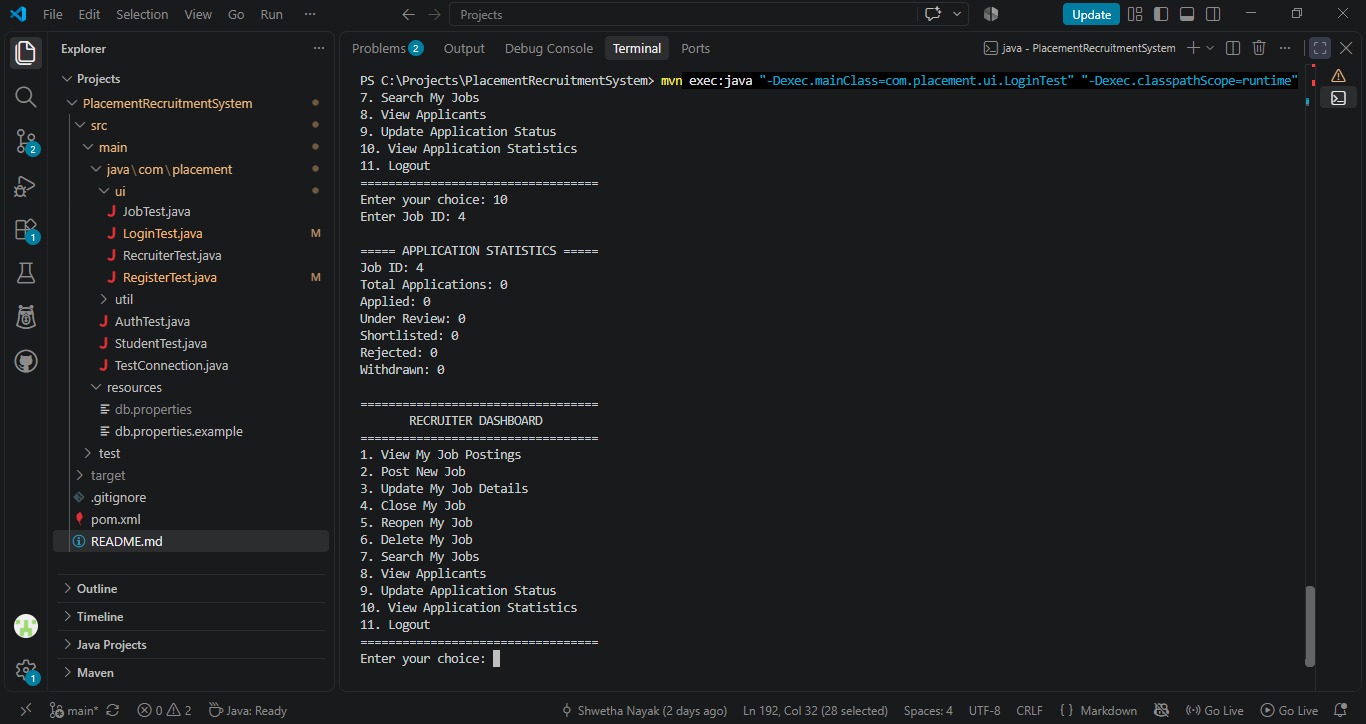 File Edit Selection View Go Run ··· Projects Update
Explorer ···
Projects
PlacementRecruitmentSystem
src
main
java\com\placement
ui
JobTest.java
LoginTest.java M
RecruiterTest.java
RegisterTest.java M
util
AuthTest.java
StudentTest.java
TestConnection.java
resources
db.properties
db.properties.example
test
target
.gitignore
pom.xml
README.md
Outline
Timeline
Java Projects
Maven
2
1
1
Problems 2 Output Debug Console Terminal Ports java - PlacementRecruitmentSystem ···
PS C:\Projects\PlacementRecruitmentSystem> mvn exec:java "-Dexec.mainClass=com.placement.ui.LoginTest" "-Dexec.classpathScope=runtime"
7. Search My Jobs
8. View Applicants
9. Update Application Status
10. View Application Statistics
11. Logout
==================================
Enter your choice: 10
Enter Job ID: 4
===== APPLICATION STATISTICS =====
Job ID: 4
Total Applications: 0
Applied: 0
Under Review: 0
Shortlisted: 0
Rejected: 0
Withdrawn: 0
==================================
RECRUITER DASHBOARD
==================================
1. View My Job Postings
2. Post New Job
3. Update My Job Details
4. Close My Job
5. Reopen My Job
6. Delete My Job
7. Search My Jobs
8. View Applicants
9. Update Application Status
10. View Application Statistics
11. Logout
==================================
Enter your choice:
main* 0 2 Java: Ready Shwetha Nayak (2 days ago) Ln 192, Col 32 (28 selected) Spaces: 4 UTF-8 CRLF {} Markdown Go Live Go Live